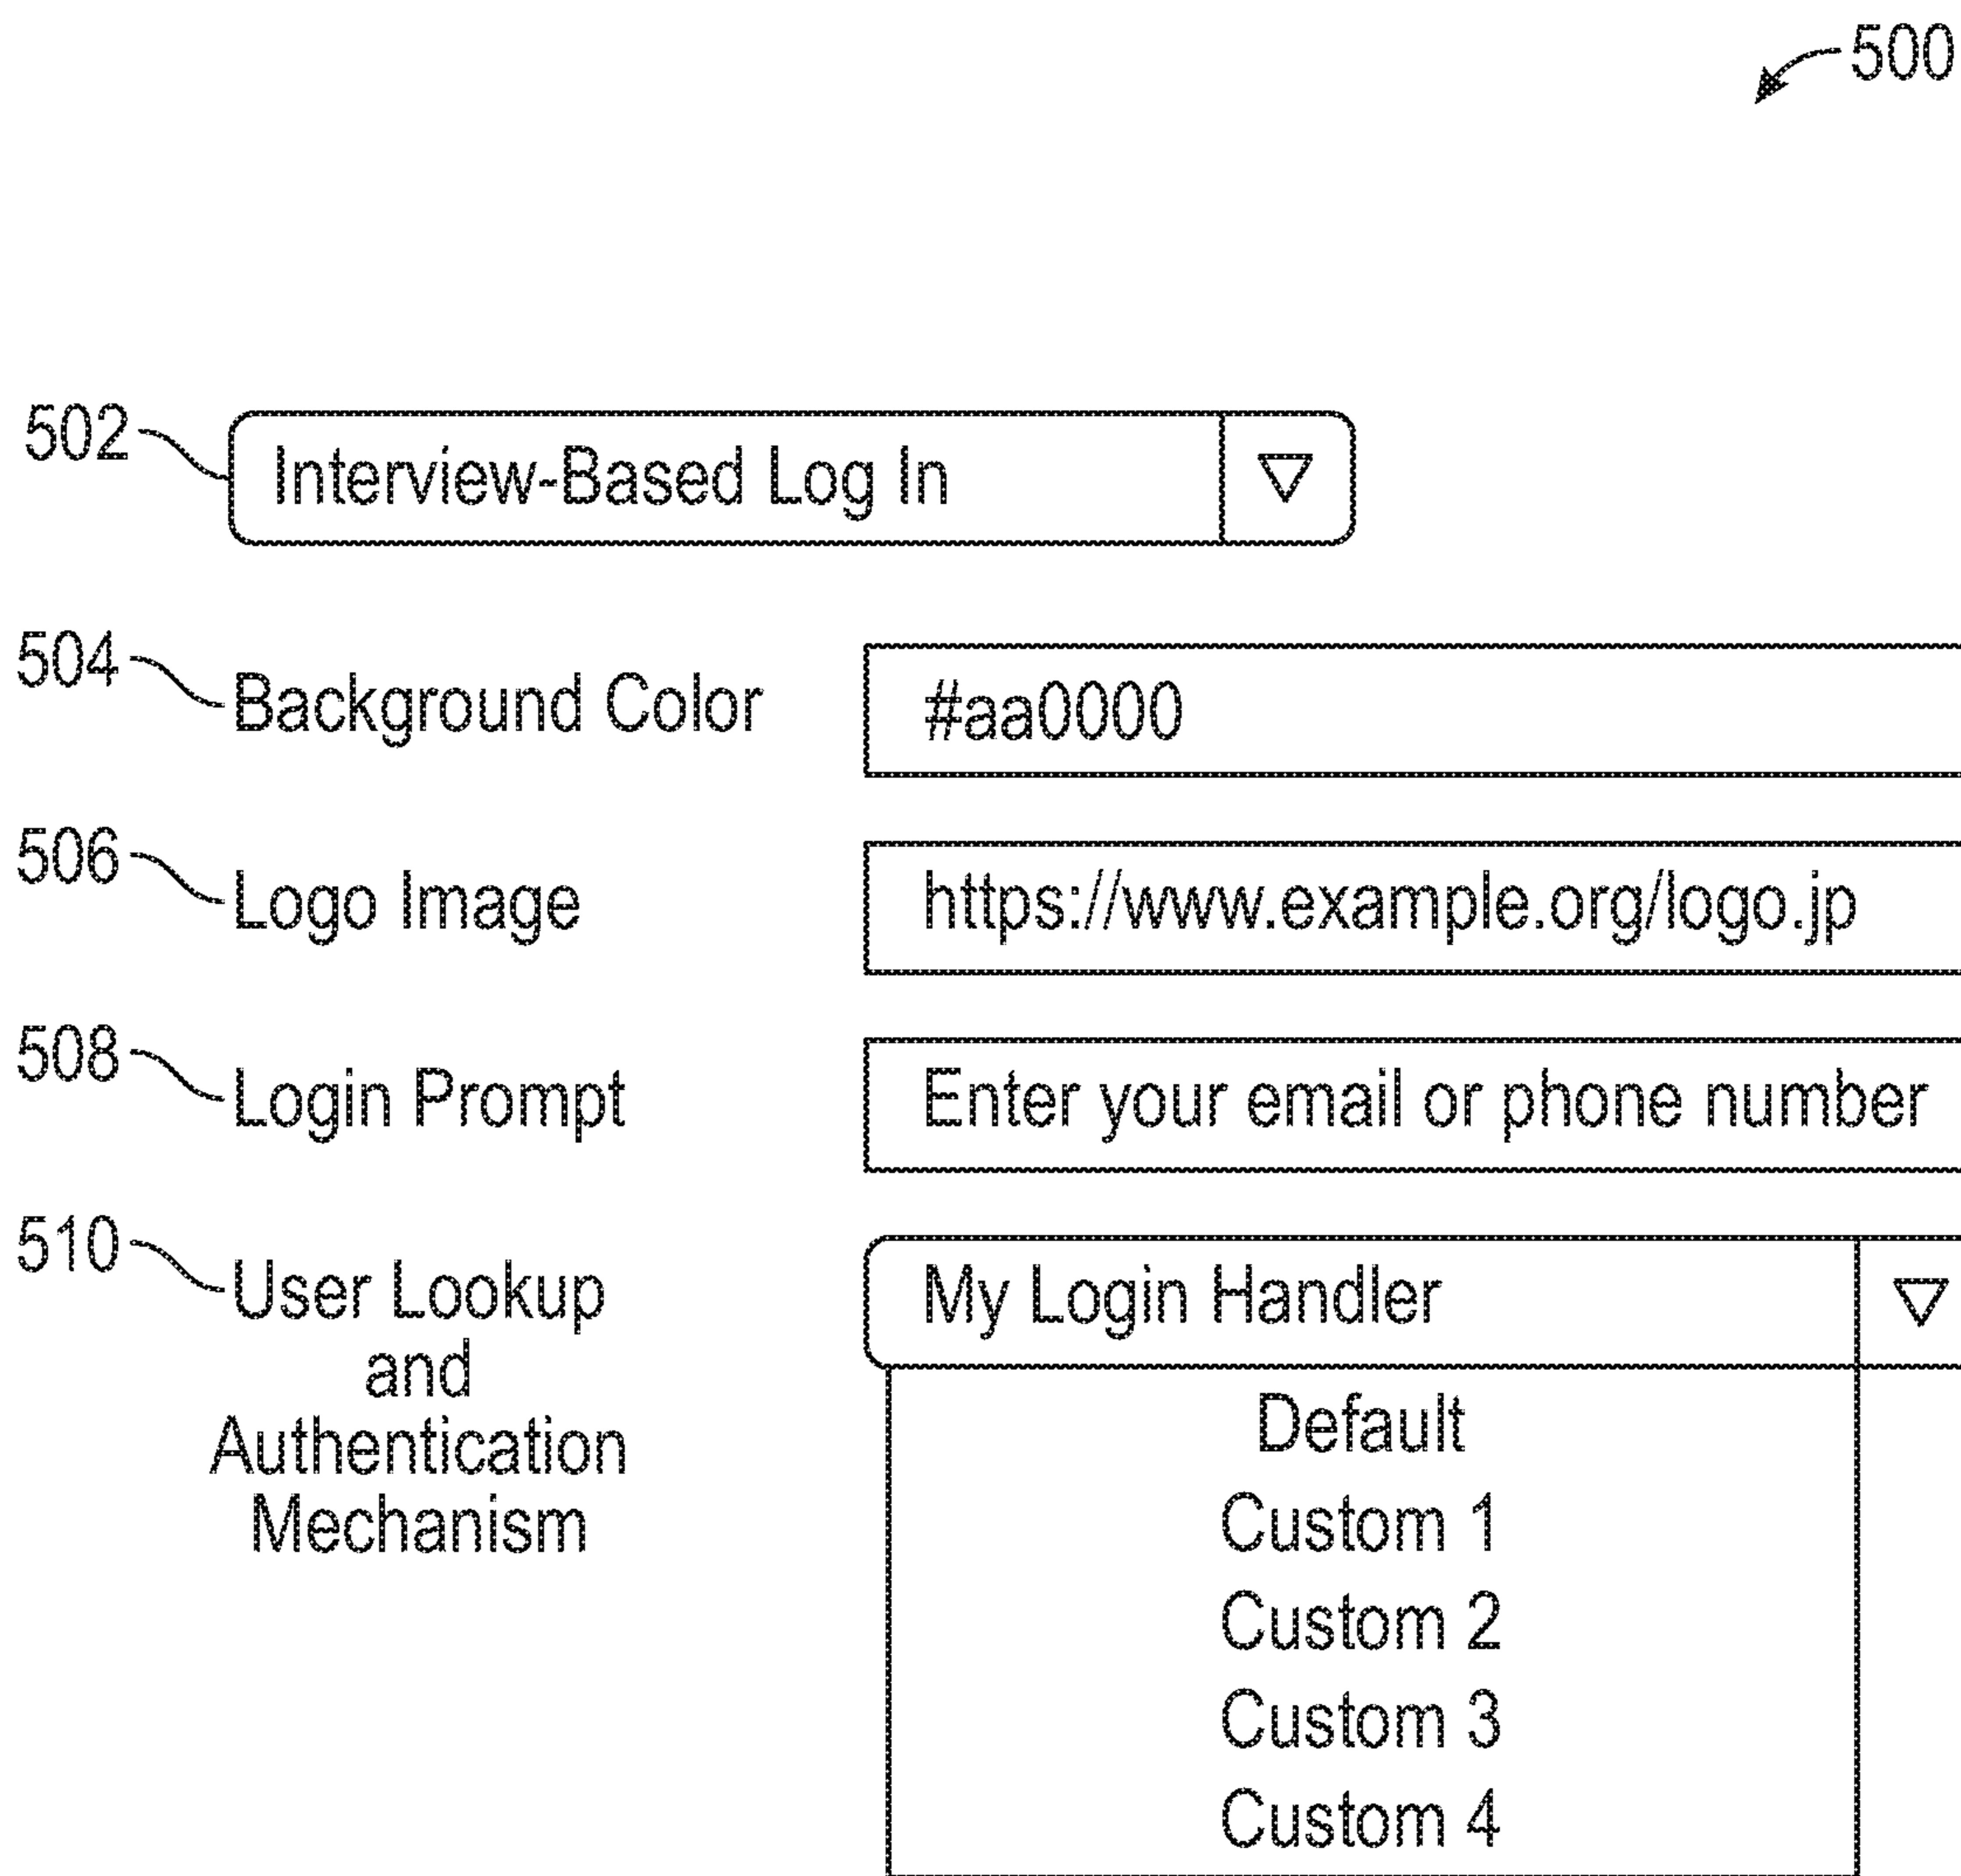 500
502 Interview-Based Log In
504 Background Color #aa0000
506 Logo Image https://www.example.org/logo.jp
508 Login Prompt Enter your email or phone number
510 User Lookup My Login Handler
and
Default
Authentication
Custom 1
Mechanism
Custom 2
Custom 3
Custom 4